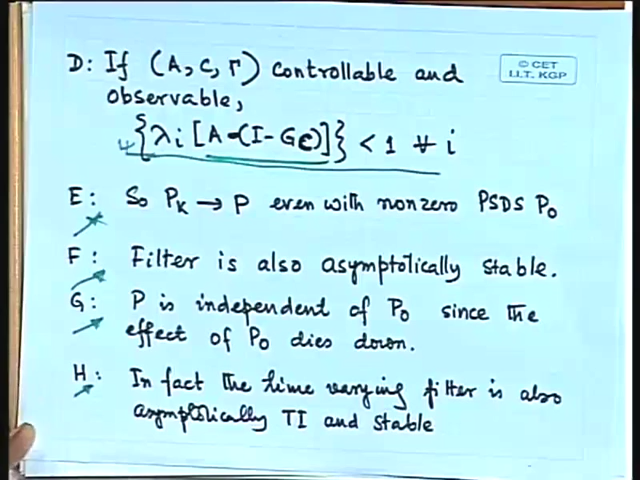 D: If (A, C, Γ) controllable and
© CET
I.I.T. KGP
observable,
{λi [A-(I-GC)]} < 1 ∀ i
E: So Pk → P even with nonzero PSDS P0
F: Filter is also asymptotically stable.
G: P is independent of P0 since the
effect of P0 dies down.
H: In fact the time varying filter is also
asymptotically TI and stable